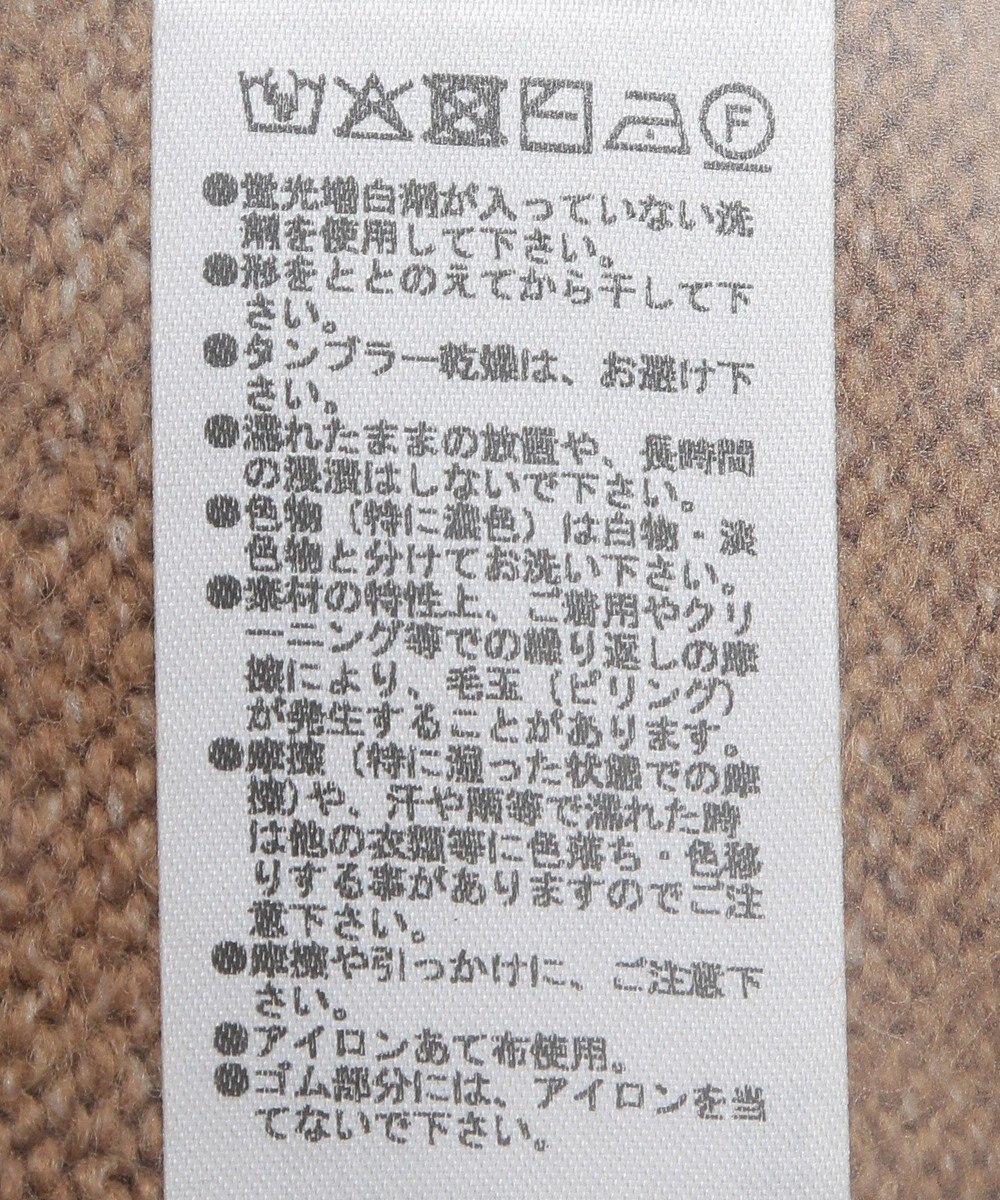 F
●蛍光増白剤が入っていない洗
剤を使用して下さい。
●形をととのえてから干して下
さい。
●タンブラー乾燥は、お避け下
さい。
●濡れたままの放置や、長時間
の浸漬はしないで下さい。
●色物（特に濃色）は白物・淡
色物と分けてお洗い下さい。
●素材の特性上、ご着用やクリ
ーニング等での繰り返しの摩
擦により、毛玉（ピリング）
が発生することがあります。
●摩擦（特に湿った状態での摩
擦）や、汗や雨等で濡れた時
は他の衣類等に色落ち・色移
りする事がありますのでご注
意下さい。
●摩擦や引っかけに、ご注意下
さい。
●アイロンあて布使用。
●ゴム部分には、アイロンを当
てないで下さい。